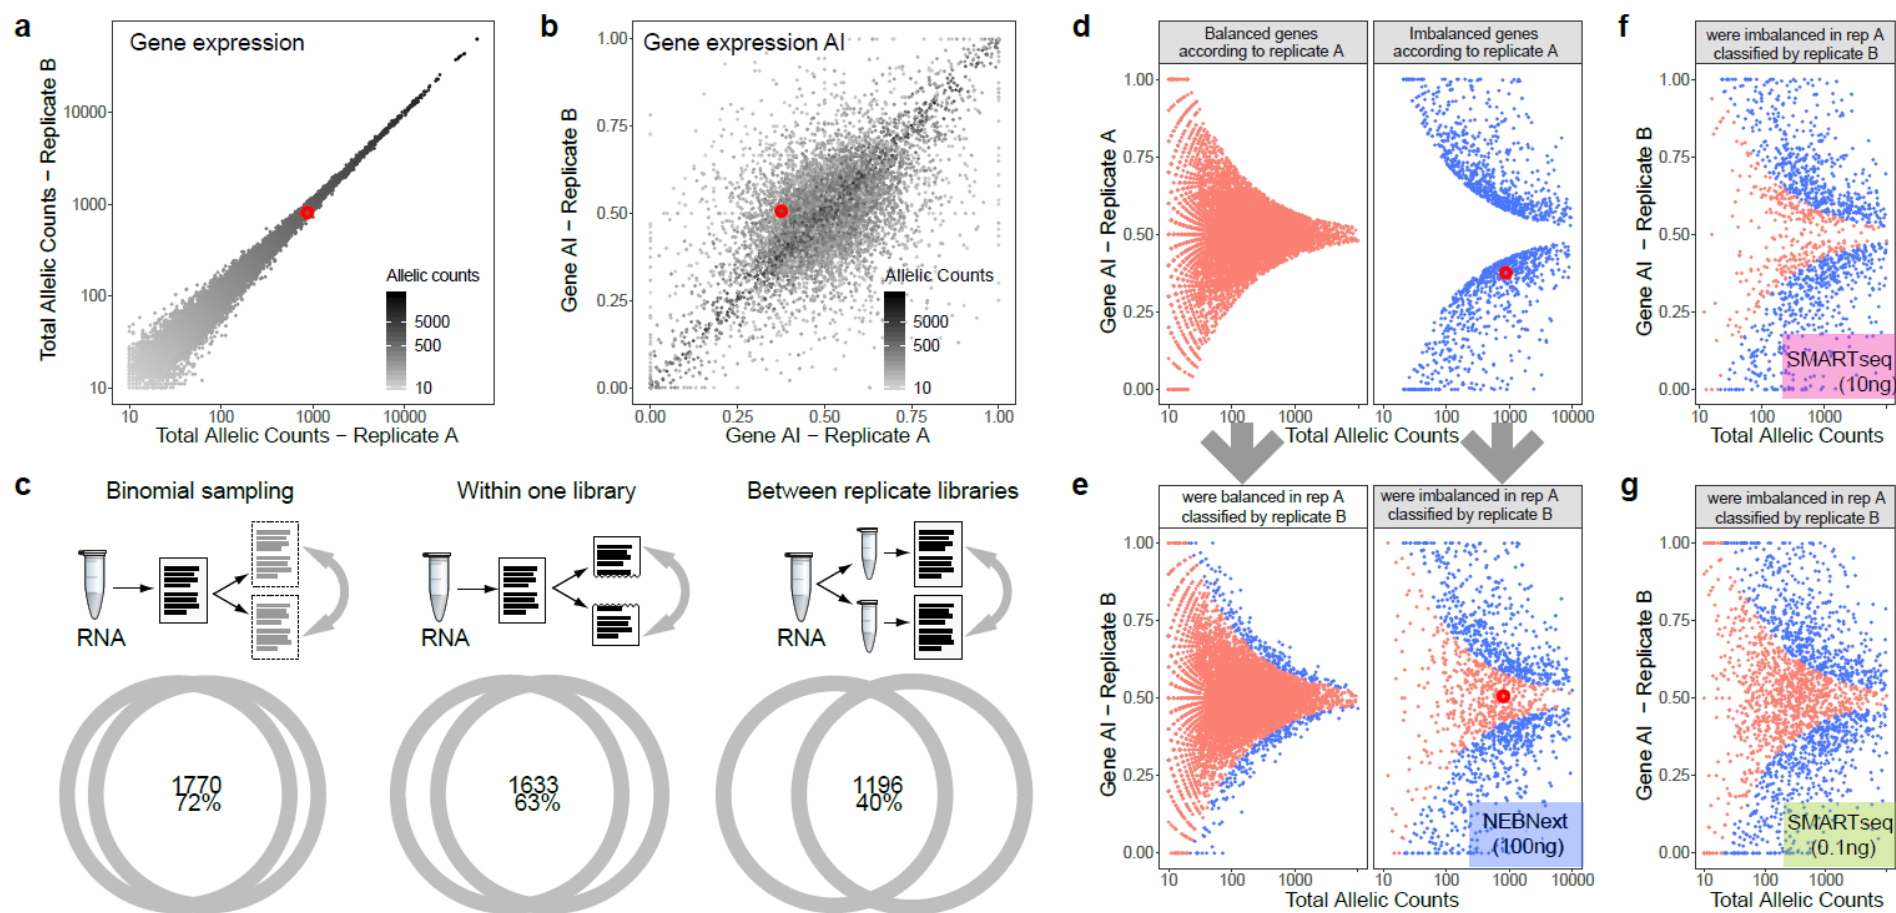 a
Gene expression
Total Allelic Counts − Replicate B
10000
1000
100
10
Allelic counts
5000
500
10
10
100
1000
10000
Total Allelic Counts − Replicate A
b
Gene expression AI
Gene AI − Replicate B
1.00
0.75
0.50
0.25
0.00
Allelic Counts
5000
500
10
0.00
0.25
0.50
0.75
1.00
Gene AI − Replicate A
c
Binomial sampling
RNA
1770
72%
Within one library
RNA
1633
63%
Between replicate libraries
RNA
1196
40%
d
Balanced genes
according to replicate A
Imbalanced genes
according to replicate A
Gene AI − Replicate A
1.00
0.75
0.50
0.25
0.00
10
100
1000
10
100
1000
10000
Total Allelic Counts
e
were balanced in rep A
classified by replicate B
were imbalanced in rep A
classified by replicate B
Gene AI − Replicate B
1.00
0.75
0.50
0.25
0.00
NEBNext
(100ng)
10
100
1000
10
100
1000
10000
Total Allelic Counts
f
were imbalanced in rep A
classified by replicate B
Gene AI − Replicate B
1.00
0.75
0.50
0.25
0.00
SMARTseq
(10ng)
10
100
1000
Total Allelic Counts
g
were imbalanced in rep A
classified by replicate B
Gene AI − Replicate B
1.00
0.75
0.50
0.25
0.00
SMARTseq
(0.1ng)
10
100
1000
Total Allelic Counts